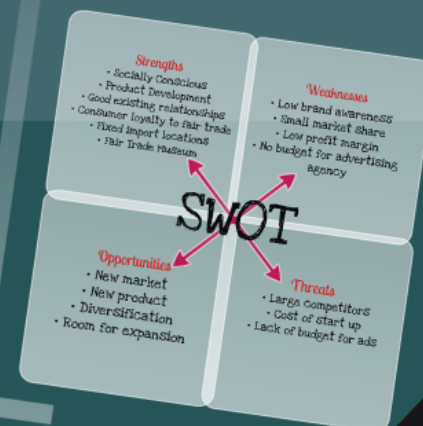 Strengths
• Socially Conscious
• Product Development
• Good existing relationships
• Consumer loyalty to fair trade
• Fixed import locations
• Fair Trade Museum
Weaknesses
• Low brand awareness
• Small market share
• Low profit margin
• No budget for advertising
agency
SWOT
Opportunities
• New market
• New product
• Diversification
• Room for expansion
Threats
• Large competitors
• Cost of start up
• Lack of budget for ads